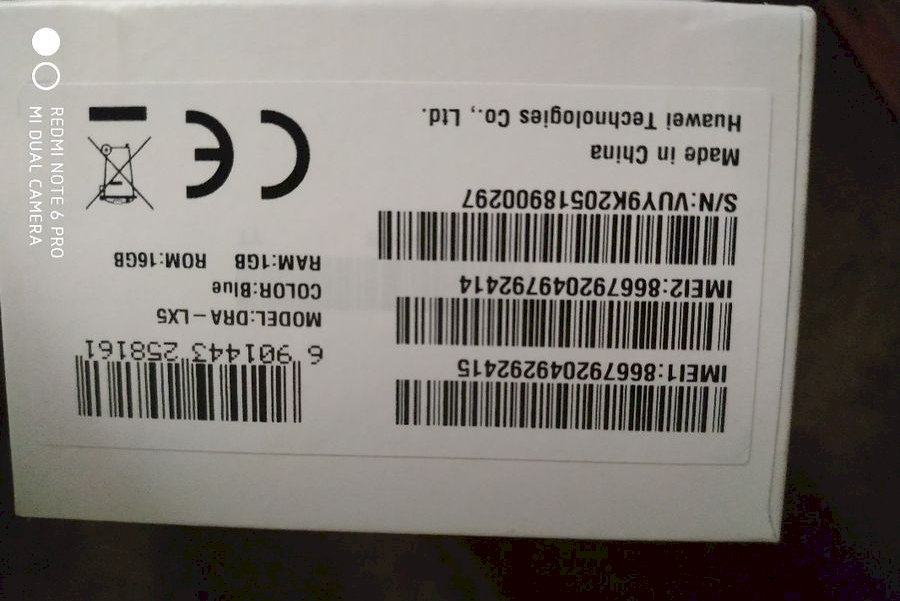 6 901443 258161
MODEL:DRA-LX5
COLOR:Blue
RAM:1GB ROM:16GB
IMEI1:866792049292415
IMEI2:866792049792414
S/N:VUY9K20518900297
Made in China
Huawei Technologies Co., Ltd.
CE
REDMI NOTE 6 PRO
MI DUAL CAMERA